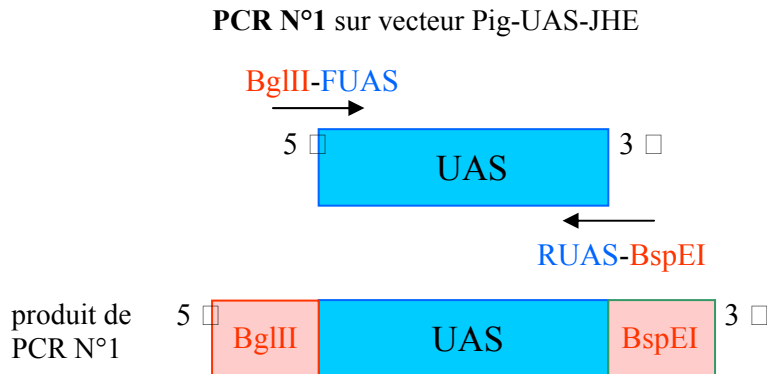 PCR N°1 sur vecteur Pig-UAS-JHE
BglII-FUAS
5 □ UAS 3 □
RUAS-BspEI
produit de PCR N°1
5 □ BglII UAS BspEI 3 □